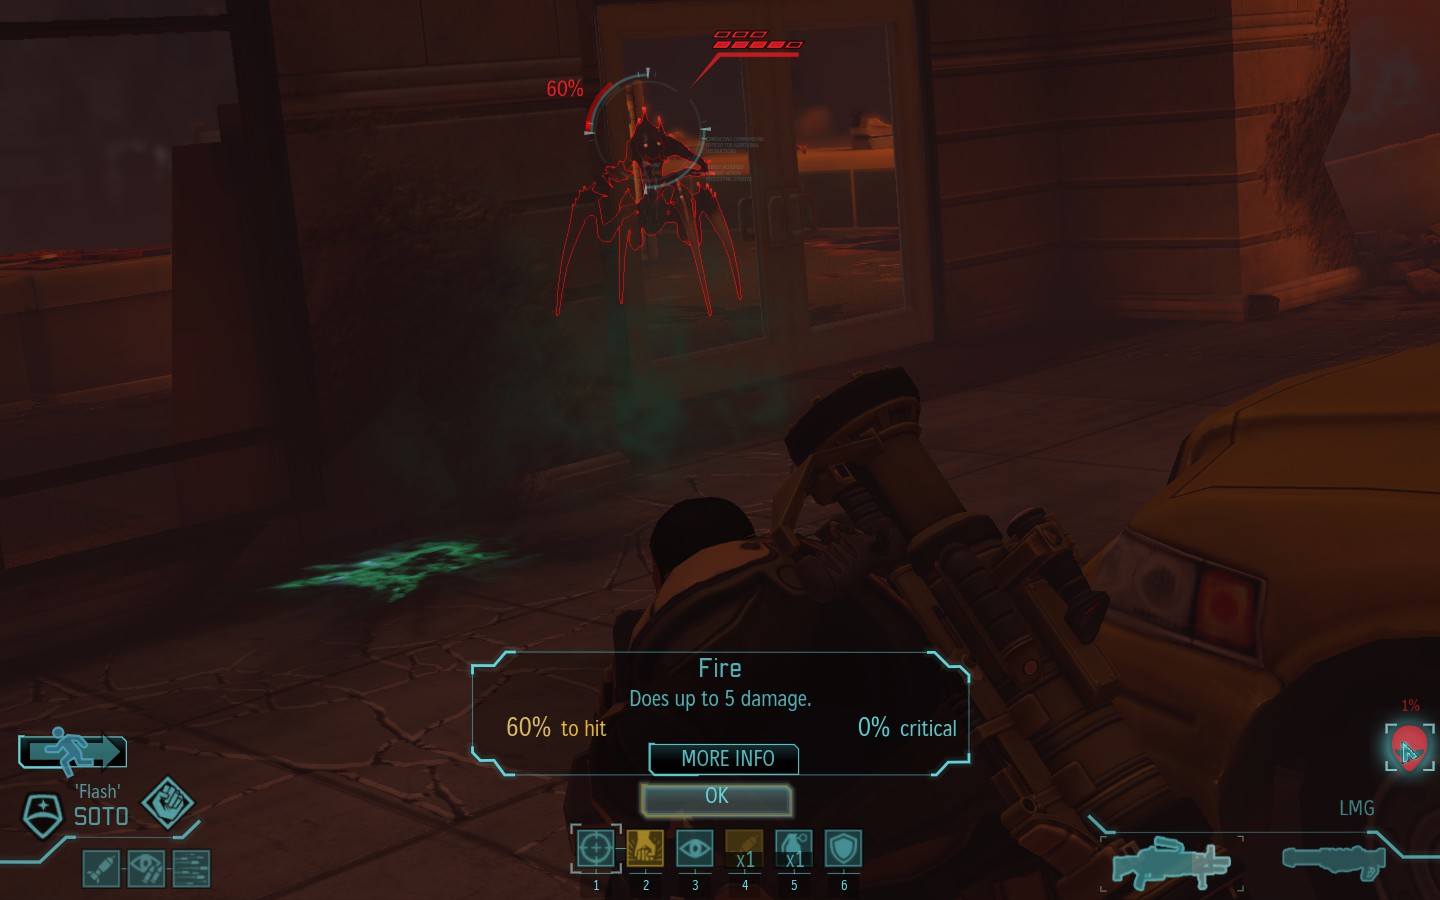 60%
Fire
Does up to 5 damage.
60% to hit
0% critical
MORE INFO
OK
1%
'Flash'
SOTO
LMG
x1
x1
1
2
3
4
5
6